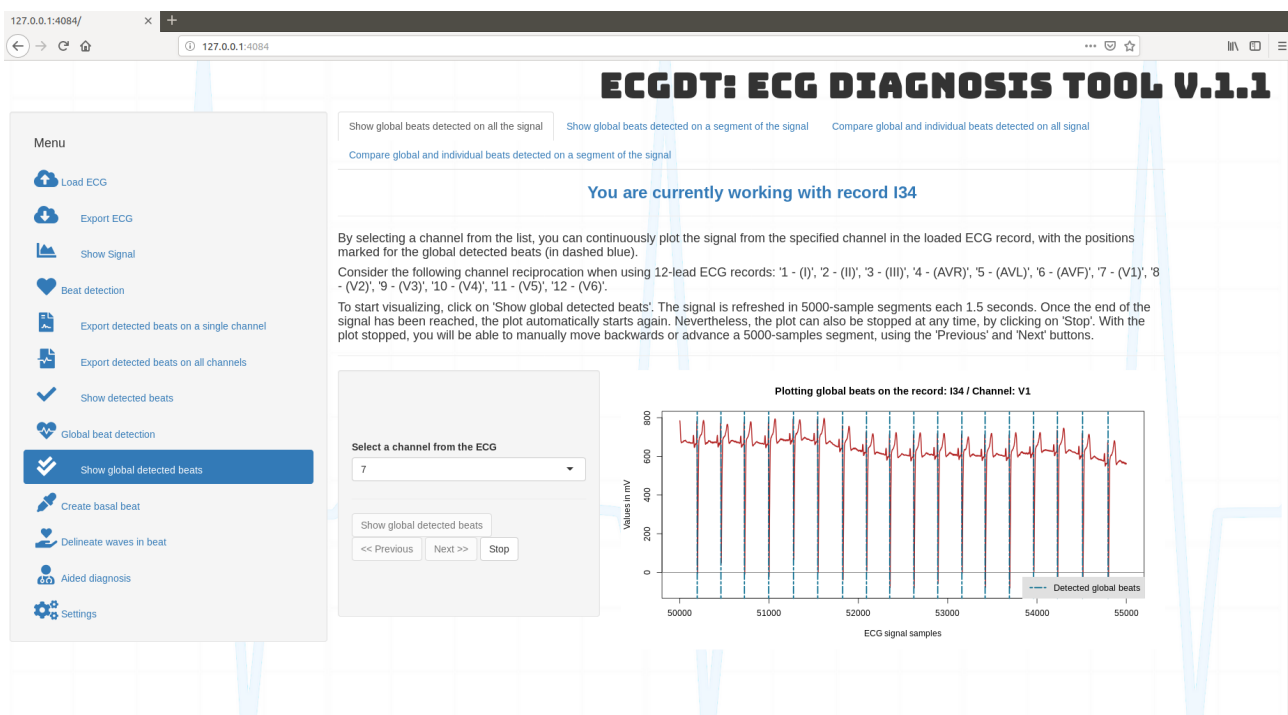 127.0.0.1:4084/
127.0.0.1:4084
ECGDT: ECG DIAGNOSIS TOOL V.1.1
Menu
Load ECG
Export ECG
Show Signal
Beat detection
Export detected beats on a single channel
Export detected beats on all channels
Show detected beats
Global beat detection
Show global detected beats
Create basal beat
Delineate waves in beat
Aided diagnosis
Settings
Show global beats detected on all the signal
Show global beats detected on a segment of the signal
Compare global and individual beats detected on all signal
Compare global and individual beats detected on a segment of the signal
You are currently working with record I34
By selecting a channel from the list, you can continuously plot the signal from the specified channel in the loaded ECG record, with the positions
marked for the global detected beats (in dashed blue).
Consider the following channel reciprocation when using 12-lead ECG records: '1 - (I)', '2 - (II)', '3 - (III)', '4 - (AVR)', '5 - (AVL)', '6 - (AVF)', '7 - (V1)', '8
- (V2)', '9 - (V3)', '10 - (V4)', '11 - (V5)', '12 - (V6)'.
To start visualizing, click on 'Show global detected beats'. The signal is refreshed in 5000-sample segments each 1.5 seconds. Once the end of the
signal has been reached, the plot automatically starts again. Nevertheless, the plot can also be stopped at any time, by clicking on 'Stop'. With the
plot stopped, you will be able to manually move backwards or advance a 5000-samples segment, using the 'Previous' and 'Next' buttons.
Select a channel from the ECG
7
Show global detected beats
<< Previous
Next >>
Stop
Plotting global beats on the record: I34 / Channel: V1
Values in mV
800
600
400
200
0
Detected global beats
50000
51000
52000
53000
54000
55000
ECG signal samples